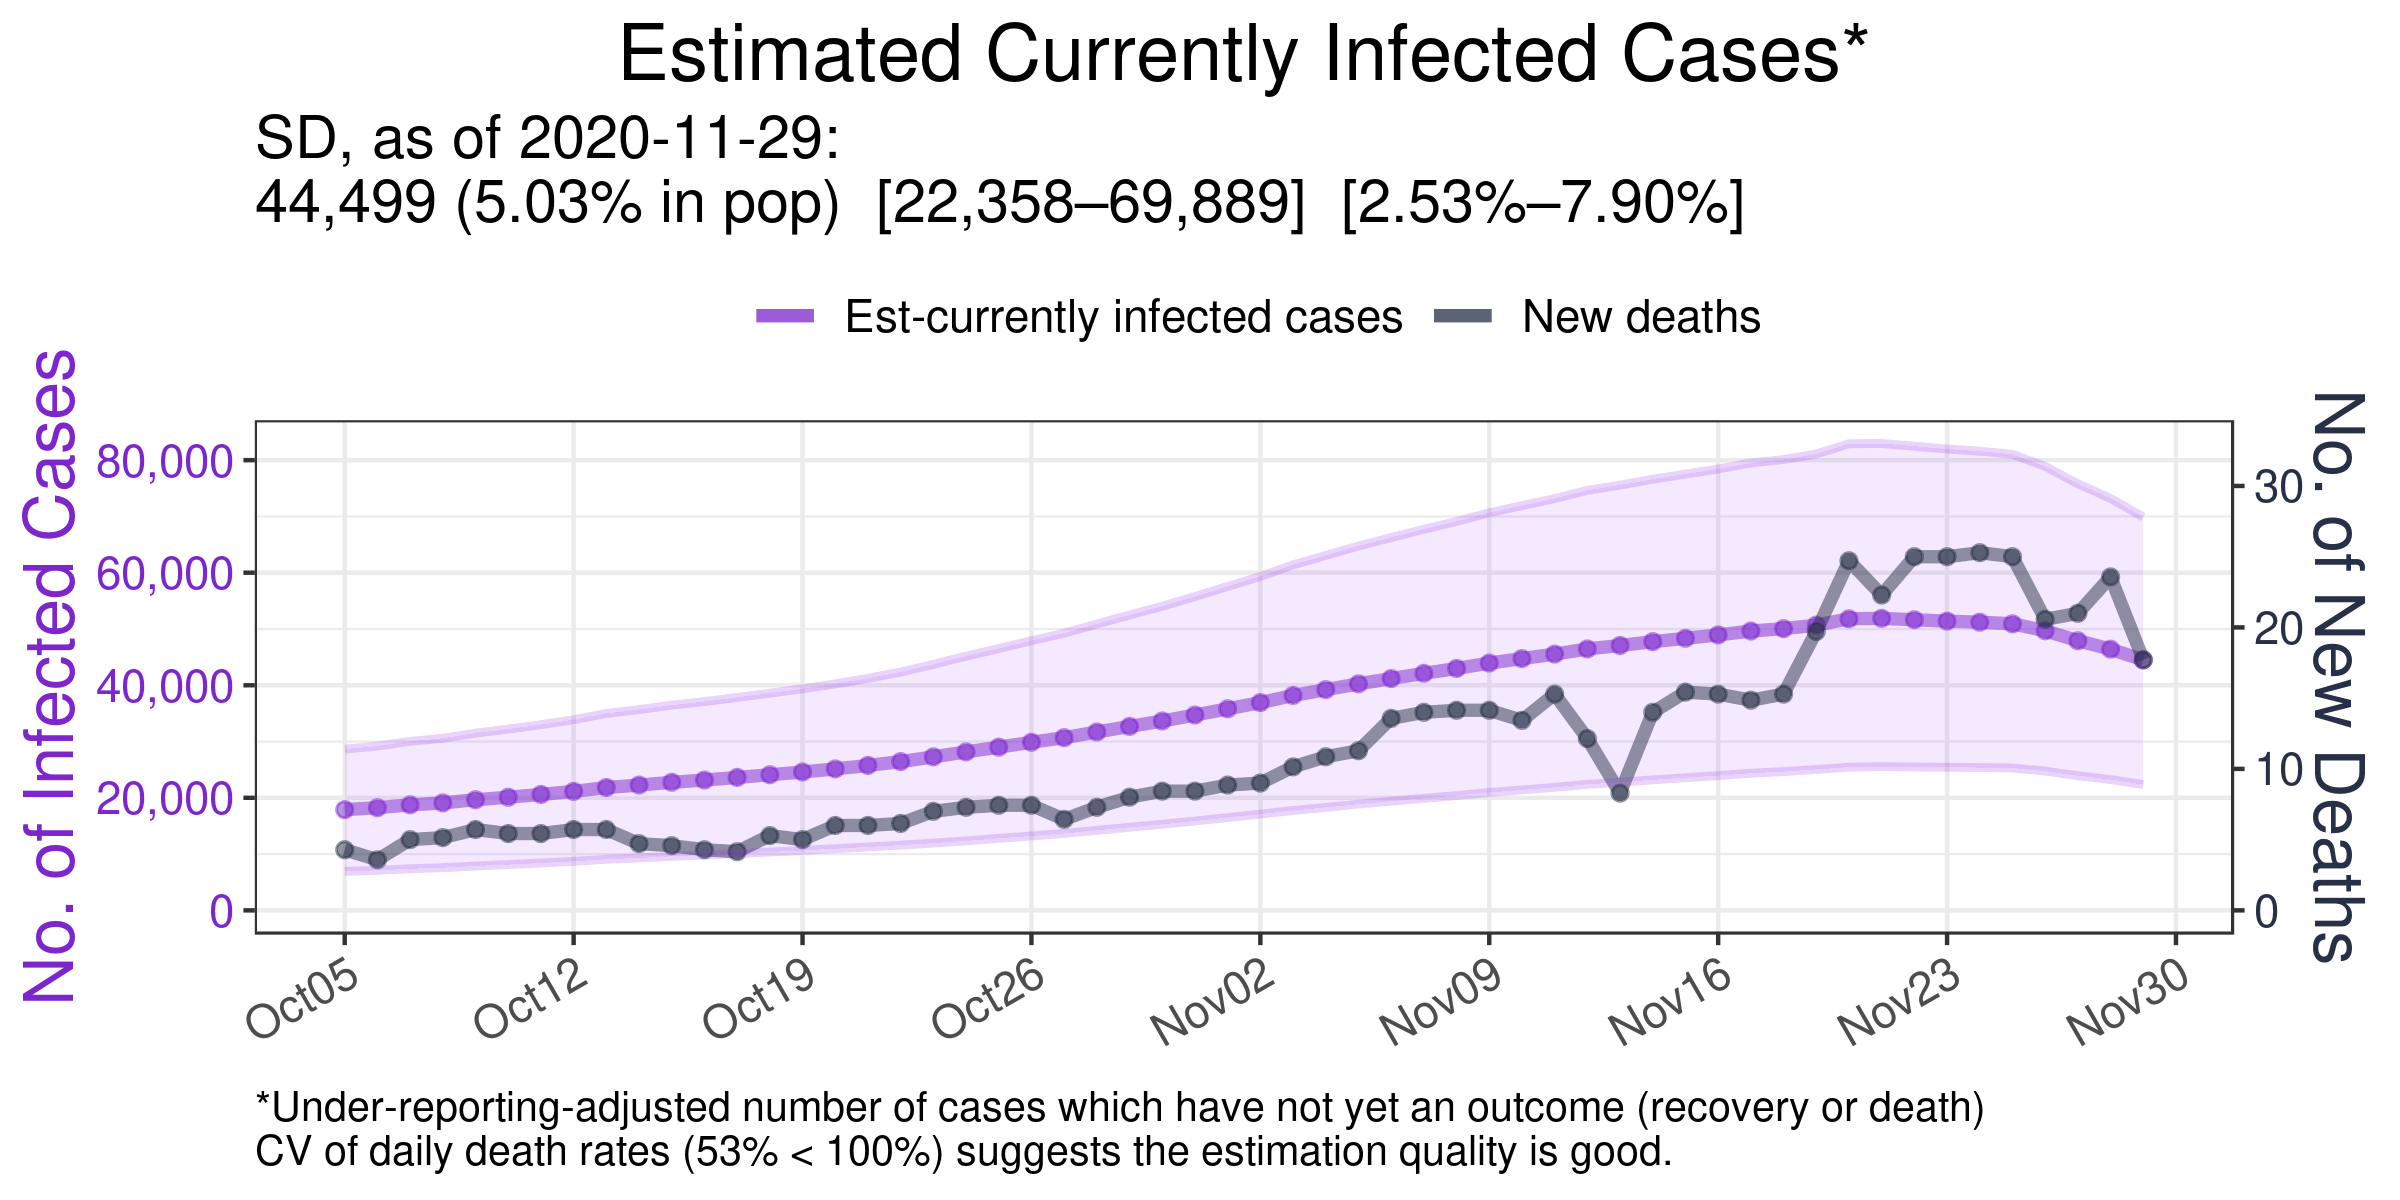 Estimated Currently Infected Cases*
SD, as of 2020-11-29:
44,499 (5.03% in pop)  [22,358–69,889]  [2.53%–7.90%]
Est-currently infected cases
New deaths
No. of Infected Cases
80,000
60,000
40,000
20,000
0
30
20
10
0
No. of New Deaths
Oct05
Oct12
Oct19
Oct26
Nov02
Nov09
Nov16
Nov23
Nov30
*Under-reporting-adjusted number of cases which have not yet an outcome (recovery or death)
CV of daily death rates (53% < 100%) suggests the estimation quality is good.